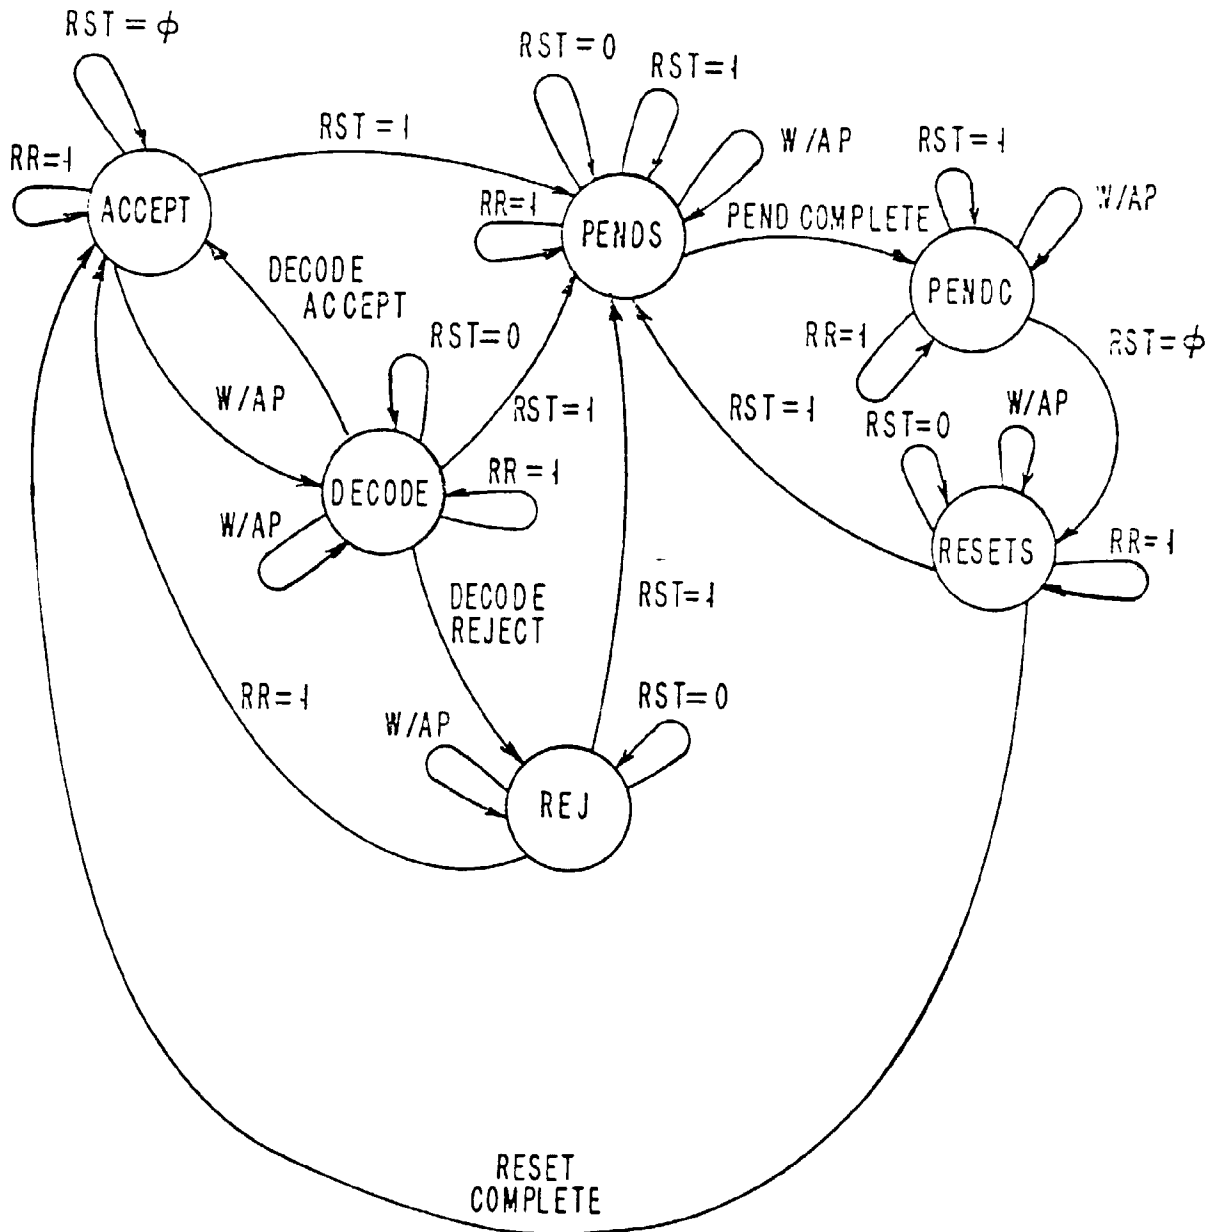 RST=ϕ
RST=0
RST=1
RST=1
W/AP
RST=1
RR=1
ACCEPT
RR=1
PENDS
PEND COMPLETE
W/AP
PENDC
DECODE
ACCEPT
RST=0
RR=1
RST=ϕ
W/AP
RST=1
RST=1
RST=0
W/AP
DECODE
RR=1
W/AP
RESETS
RR=1
DECODE
REJECT
RST=1
RR=1
W/AP
RST=0
REJ
RESET
COMPLETE